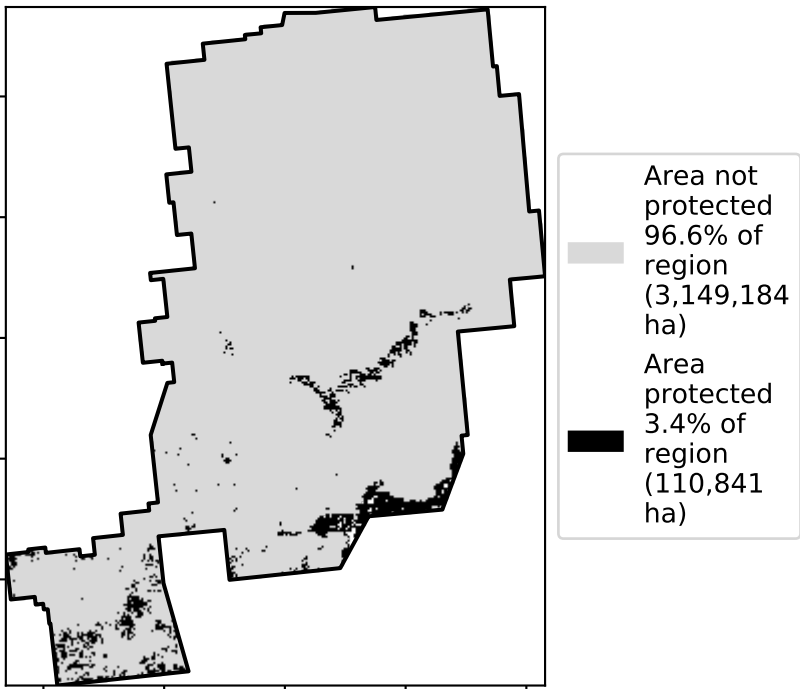 Area not
protected
96.6% of
region
(3,149,184
ha)
Area
protected
3.4% of
region
(110,841
ha)